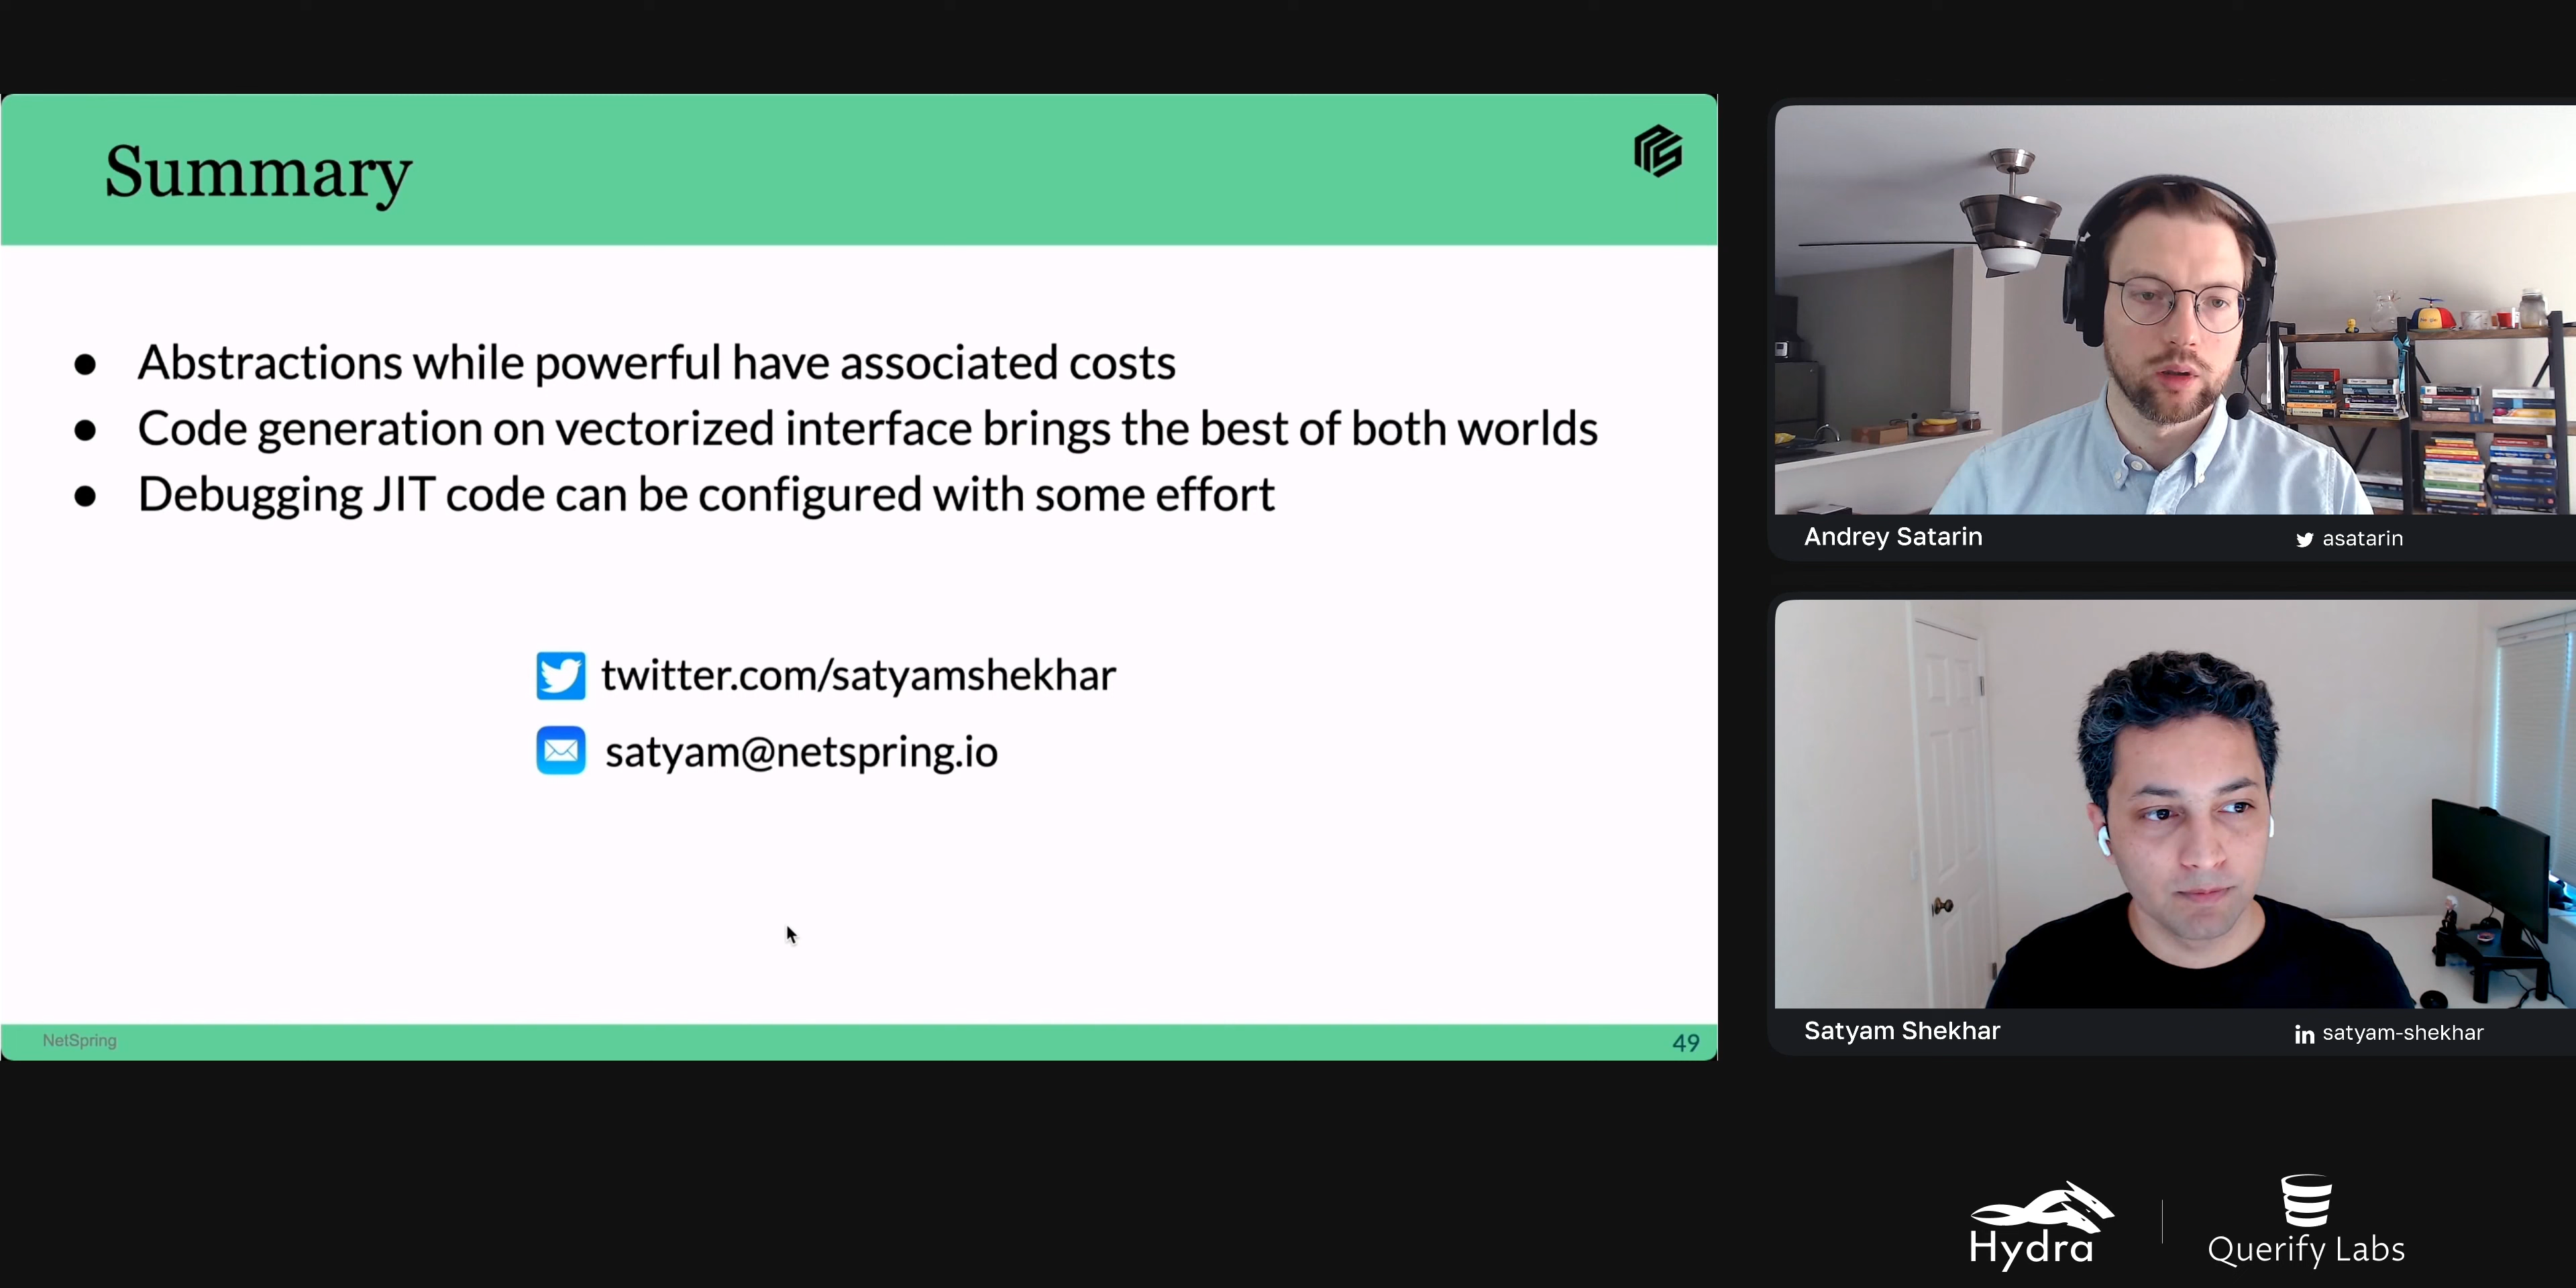 Summary
● Abstractions while powerful have associated costs
● Code generation on vectorized interface brings the best of both worlds
● Debugging JIT code can be configured with some effort
twitter.com/satyamshekhar
satyam@netspring.io
NetSpring
49
Andrey Satarin
asatarin
Satyam Shekhar
in satyam-shekhar
Hydra
Querify Labs